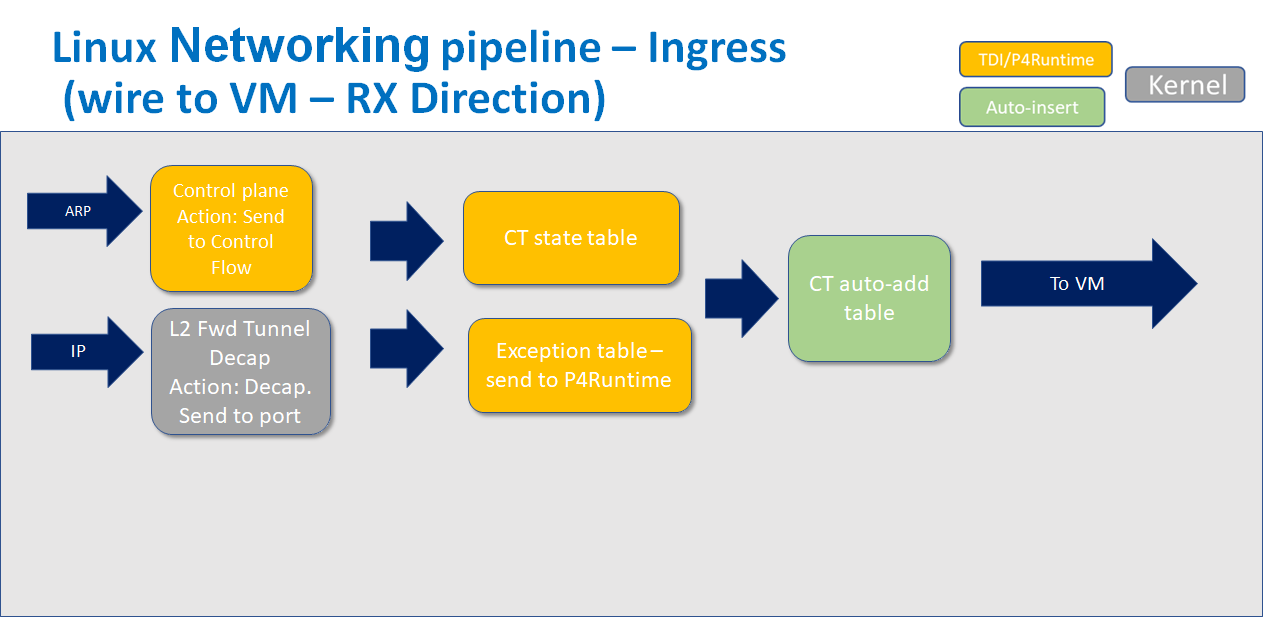 Linux Networking pipeline – Ingress
(wire to VM – RX Direction)
TDI/P4Runtime
Kernel
Auto-insert
ARP
Control plane
Action: Send
to Control
Flow
CT state table
CT auto-add
table
To VM
IP
L2 Fwd Tunnel
Decap
Action: Decap.
Send to port
Exception table –
send to P4Runtime